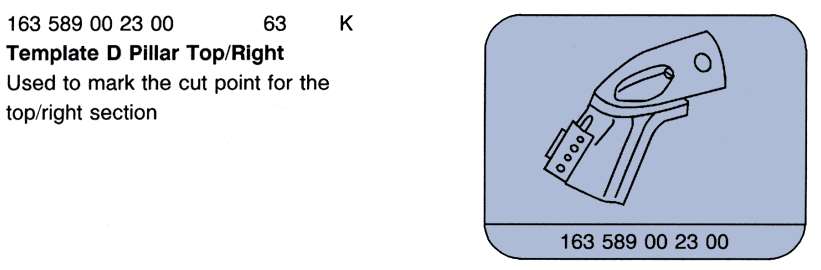 163 589 00 23 00 63 K
Template D Pillar Top/Right
Used to mark the cut point for the
top/right section
163 589 00 23 00